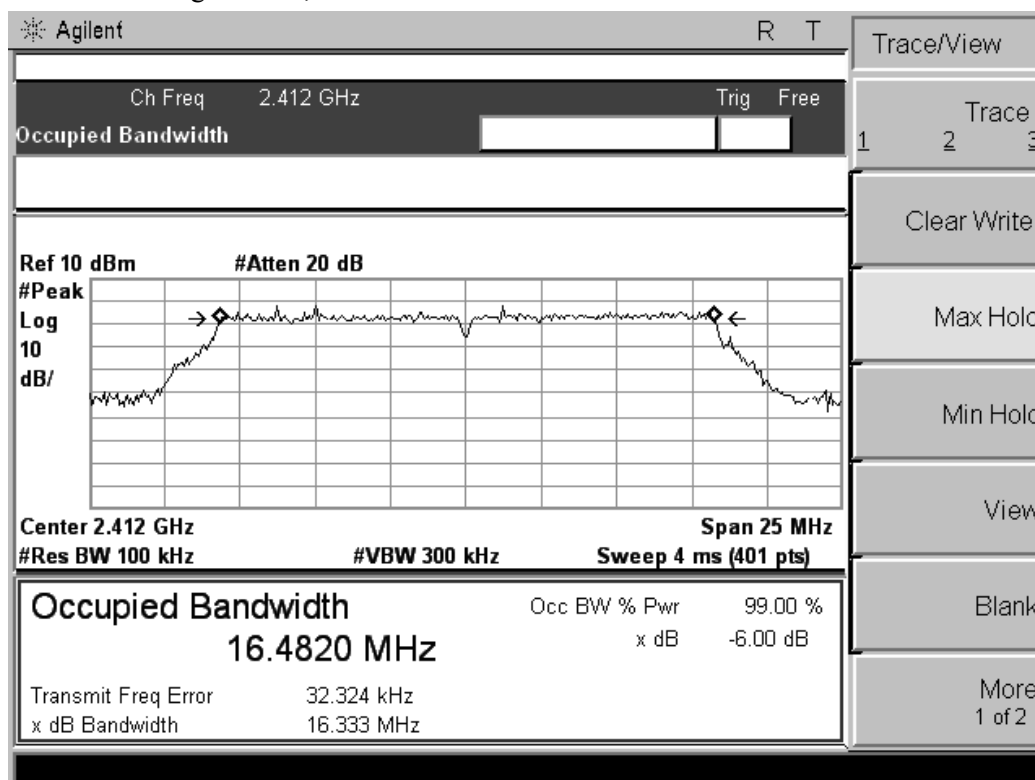 Agilent R T
Trace/View
Ch Freq 2.412 GHz Trig Free
Occupied Bandwidth
Trace
1 2 3
Clear Write
Ref 10 dBm #Atten 20 dB
#Peak
Log
10
dB/
Max Hold
Min Hold
View
Center 2.412 GHz Span 25 MHz
#Res BW 100 kHz #VBW 300 kHz Sweep 4 ms (401 pts)
Occupied Bandwidth
16.4820 MHz
Occ BW % Pwr 99.00 %
x dB -6.00 dB
Transmit Freq Error 32.324 kHz
x dB Bandwidth 16.333 MHz
Blank
More
1 of 2